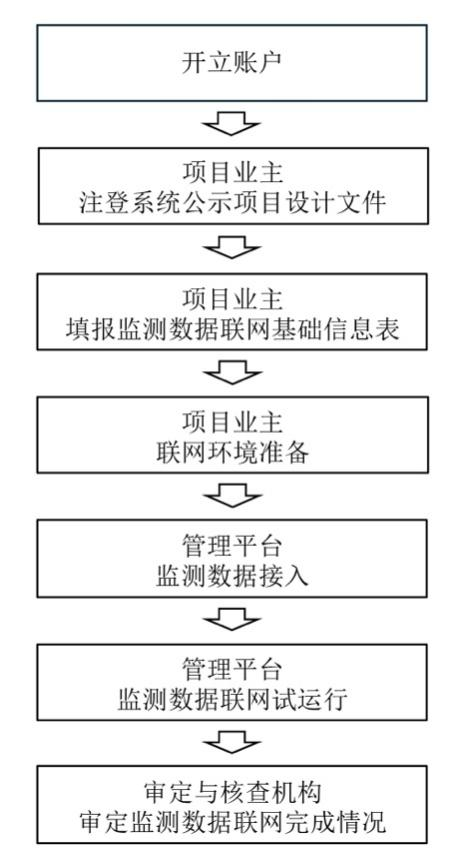 开立账户
项目业主
注登系统公示项目设计文件
项目业主
填报监测数据联网基础信息表
项目业主
联网环境准备
管理平台
监测数据接入
管理平台
监测数据联网试运行
审定与核查机构
审定监测数据联网完成情况